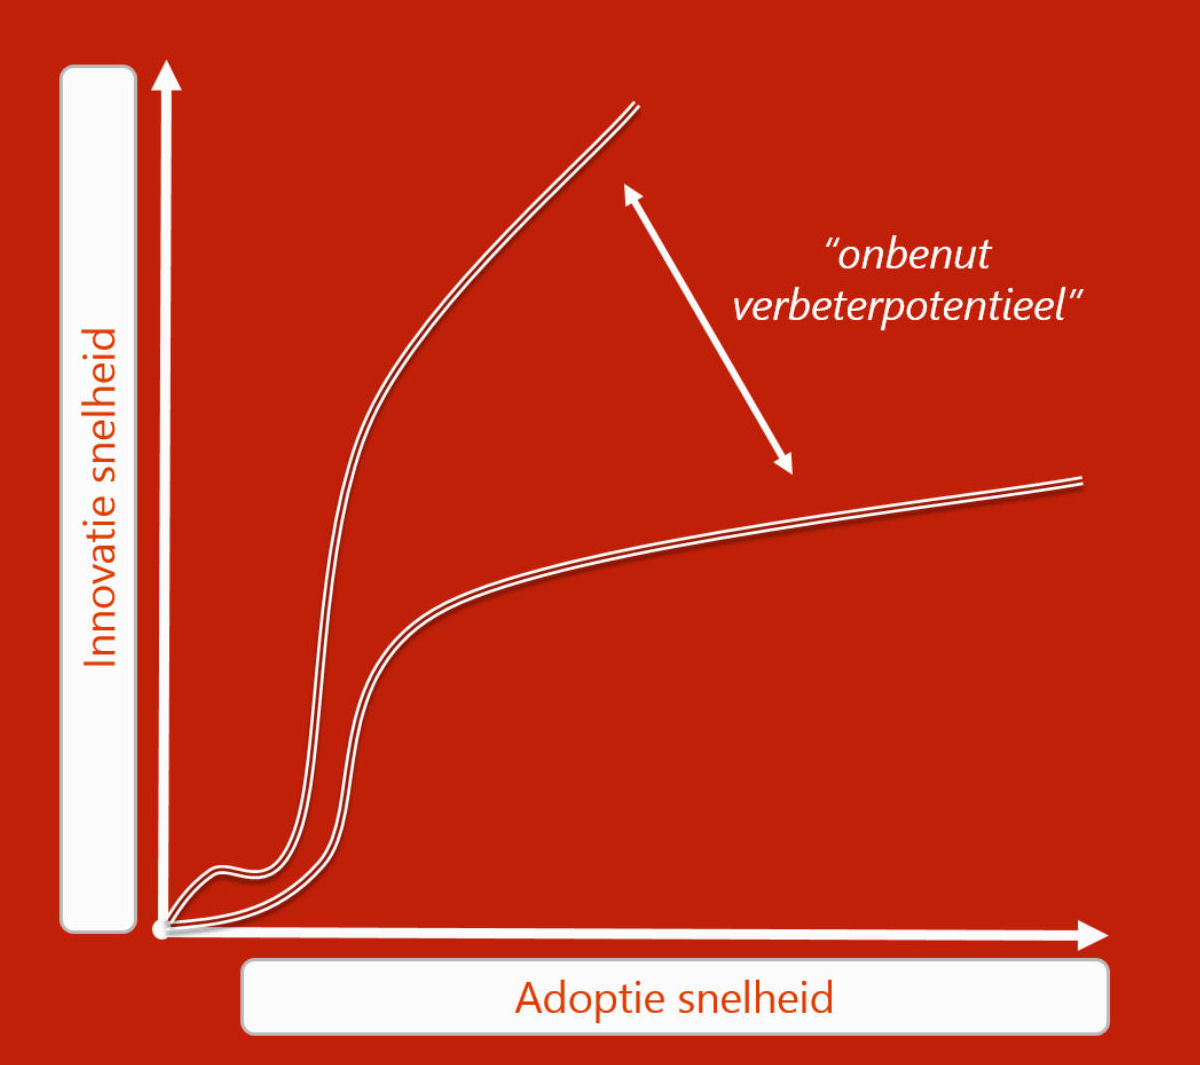 Innovatie snelheid
“onbenut
verbeterpotentieel”
Adoptie snelheid